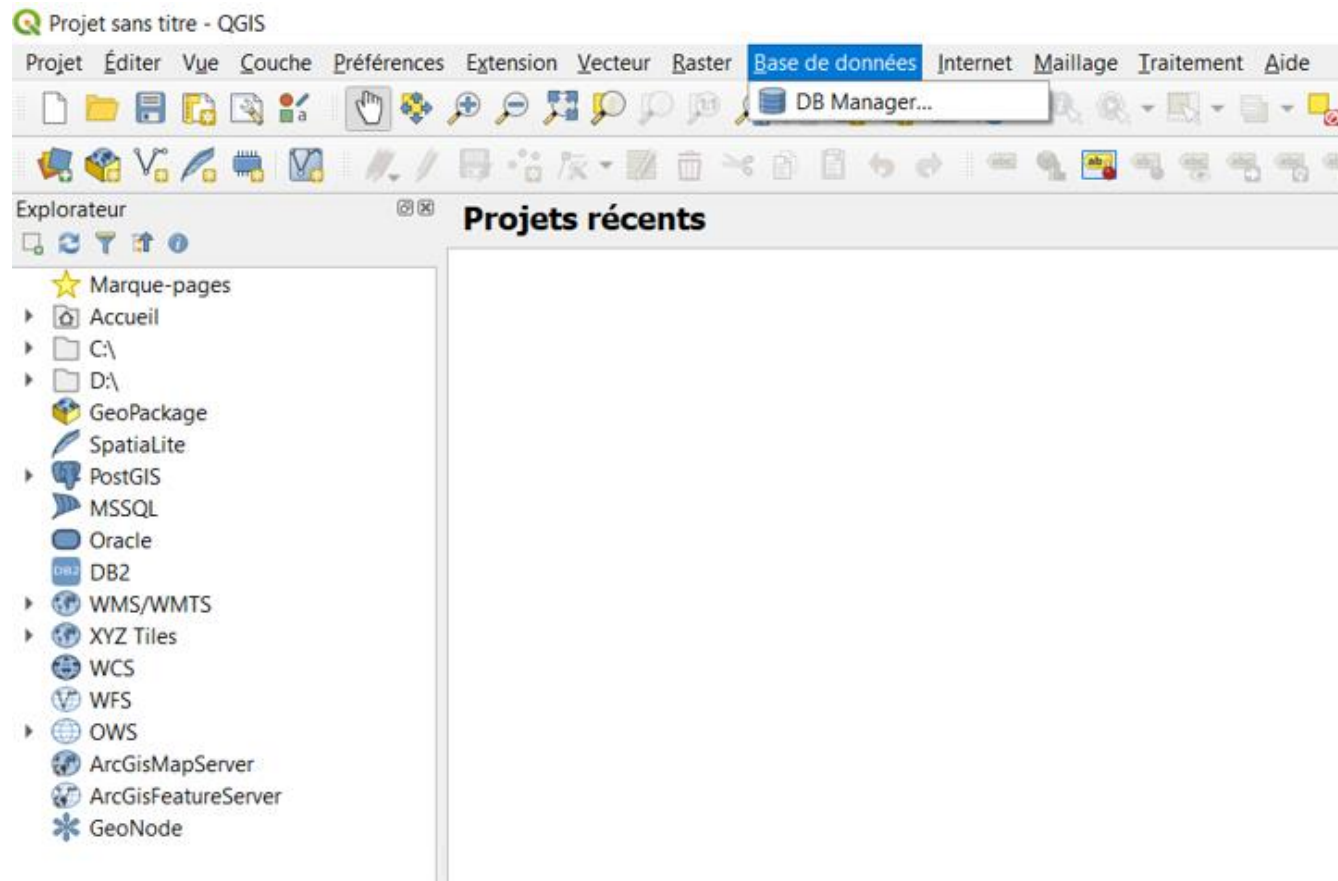 Projet sans titre - QGIS
Projet Éditer Vue Couche Préférences Extension Vecteur Raster Base de données Internet Maillage Traitement Aide
DB Manager...
Explorateur
Projets récents
Marque-pages
Accueil
C:\
D:\
GeoPackage
SpatiaLite
PostGIS
MSSQL
Oracle
DB2 DB2
WMS/WMTS
XYZ Tiles
WCS
WFS
OWS
ArcGisMapServer
ArcGisFeatureServer
GeoNode